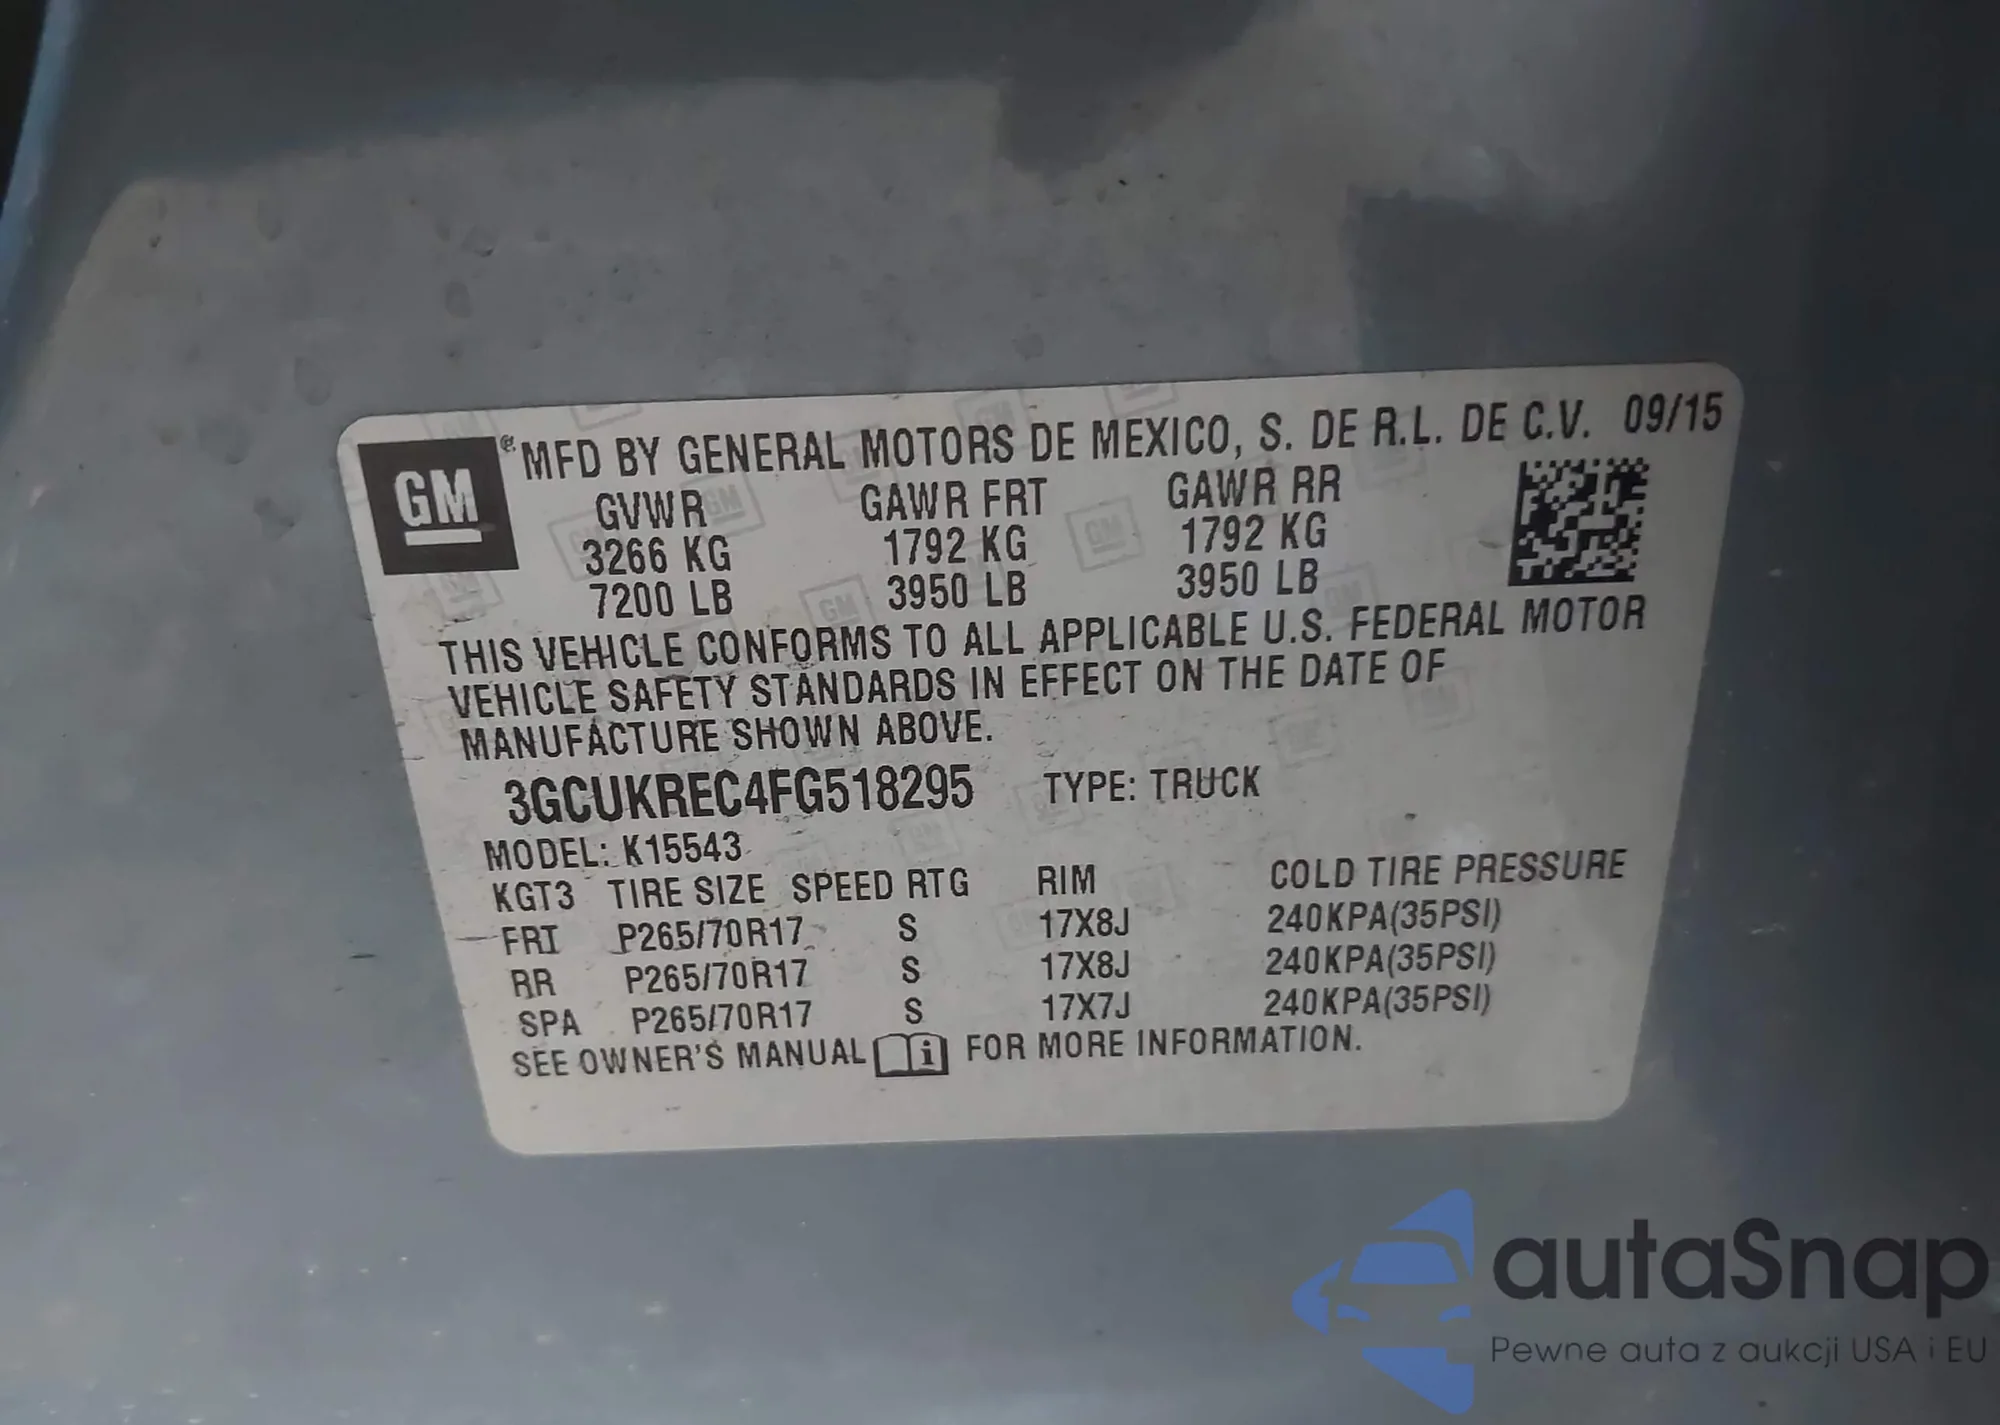 GM ® MFD BY GENERAL MOTORS DE MEXICO, S. DE R.L. DE C.V. 09/15
GVWR GAWR FRT GAWR RR
3266 KG 1792 KG 1792 KG
7200 LB 3950 LB 3950 LB
THIS VEHICLE CONFORMS TO ALL APPLICABLE U.S. FEDERAL MOTOR
VEHICLE SAFETY STANDARDS IN EFFECT ON THE DATE OF
MANUFACTURE SHOWN ABOVE.
3GCUKREC4FG518295 TYPE: TRUCK
MODEL: K15543
KGT3 TIRE SIZE SPEED RTG RIM COLD TIRE PRESSURE
FRT P265/70R17 S 17X8J 240KPA(35PSI)
RR P265/70R17 S 17X8J 240KPA(35PSI)
SPA P265/70R17 S 17X7J 240KPA(35PSI)
SEE OWNER'S MANUAL i FOR MORE INFORMATION.
autaSnap
Pewne auta z aukcji USA i EU